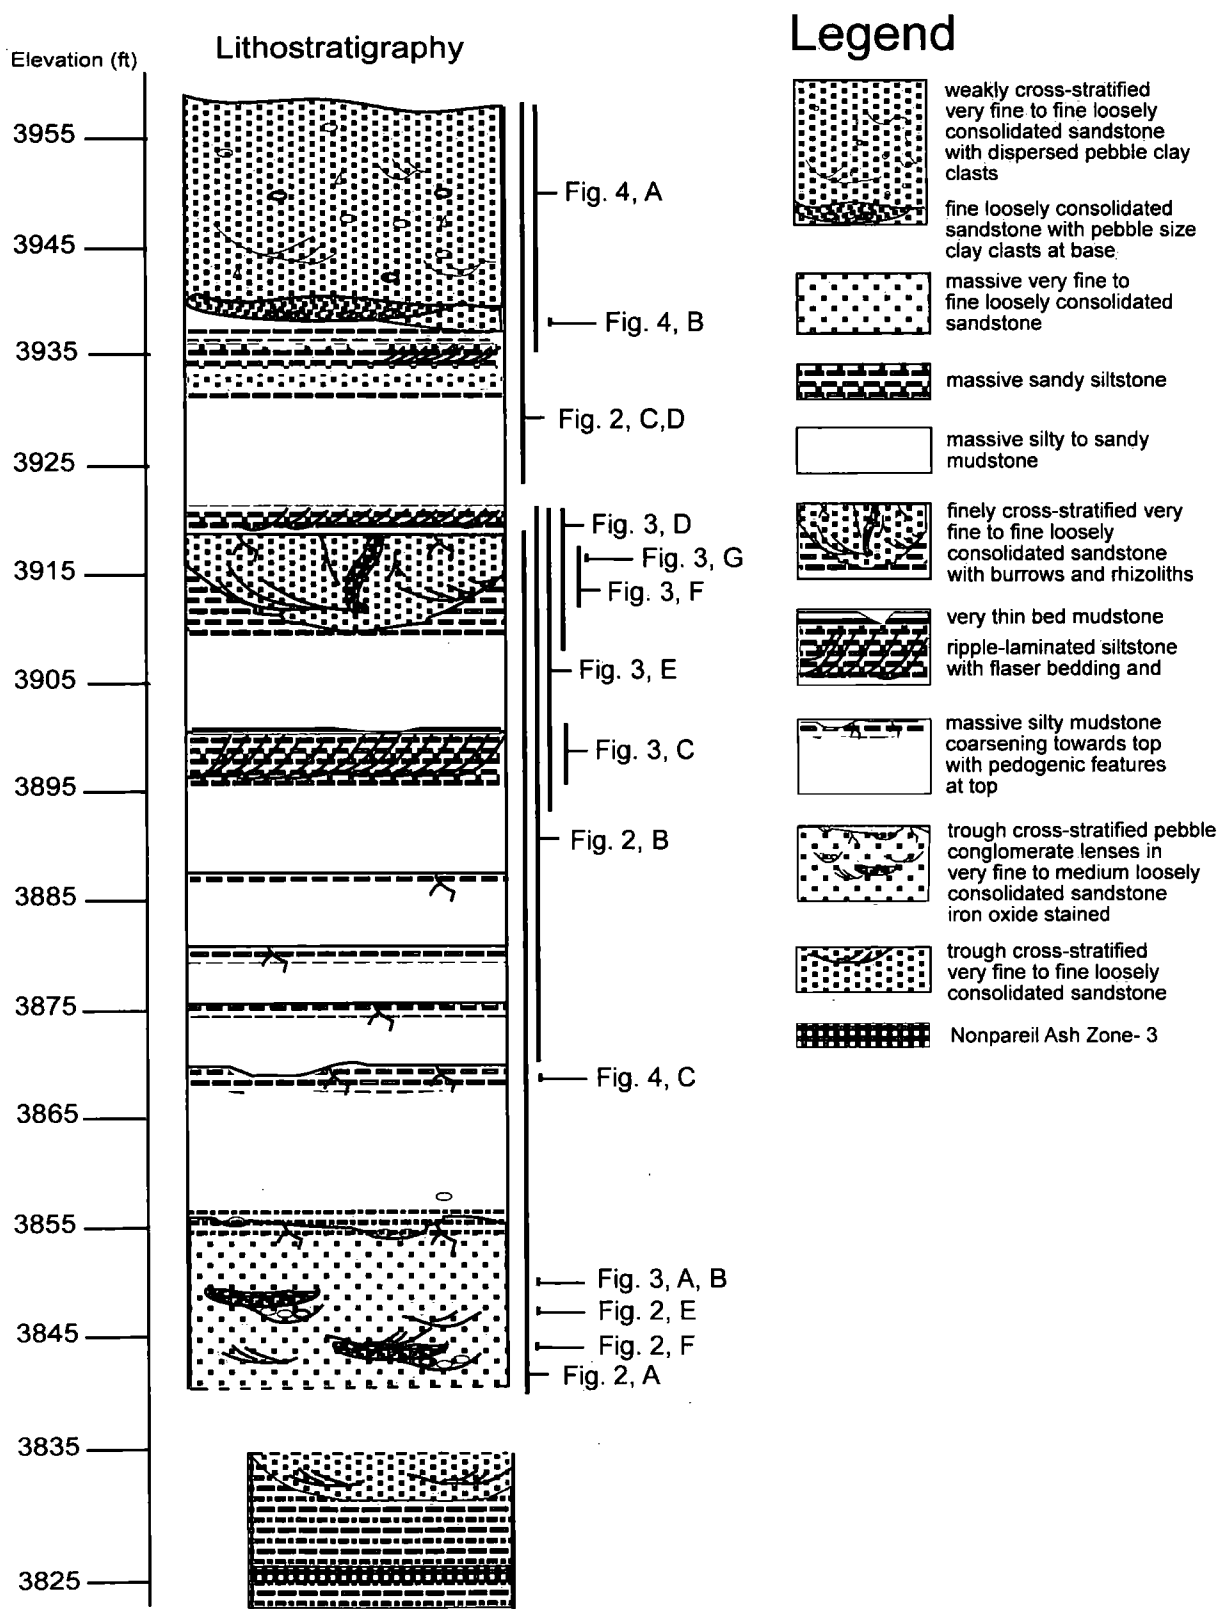 Elevation (ft)
Lithostratigraphy
3955
3945
3935
3925
3915
3905
3895
3885
3875
3865
3855
3845
3835
3825
Fig. 4, A
Fig. 4, B
Fig. 2, C,D
Fig. 3, D
Fig. 3, G
Fig. 3, F
Fig. 3, E
Fig. 3, C
Fig. 2, B
Fig. 4, C
Fig. 3, A, B
Fig. 2, E
Fig. 2, F
Fig. 2, A
Legend
weakly cross-stratified
very fine to fine loosely
consolidated sandstone
with dispersed pebble clay
clasts
fine loosely consolidated
sandstone with pebble size
clay clasts at base
massive very fine to
fine loosely consolidated
sandstone
massive sandy siltstone
massive silty to sandy
mudstone
finely cross-stratified very
fine to fine loosely
consolidated sandstone
with burrows and rhizoliths
very thin bed mudstone
ripple-laminated siltstone
with flaser bedding and
massive silty mudstone
coarsening towards top
with pedogenic features
at top
trough cross-stratified pebble
conglomerate lenses in
very fine to medium loosely
consolidated sandstone
iron oxide stained
trough cross-stratified
very fine to fine loosely
consolidated sandstone
Nonpareil Ash Zone- 3